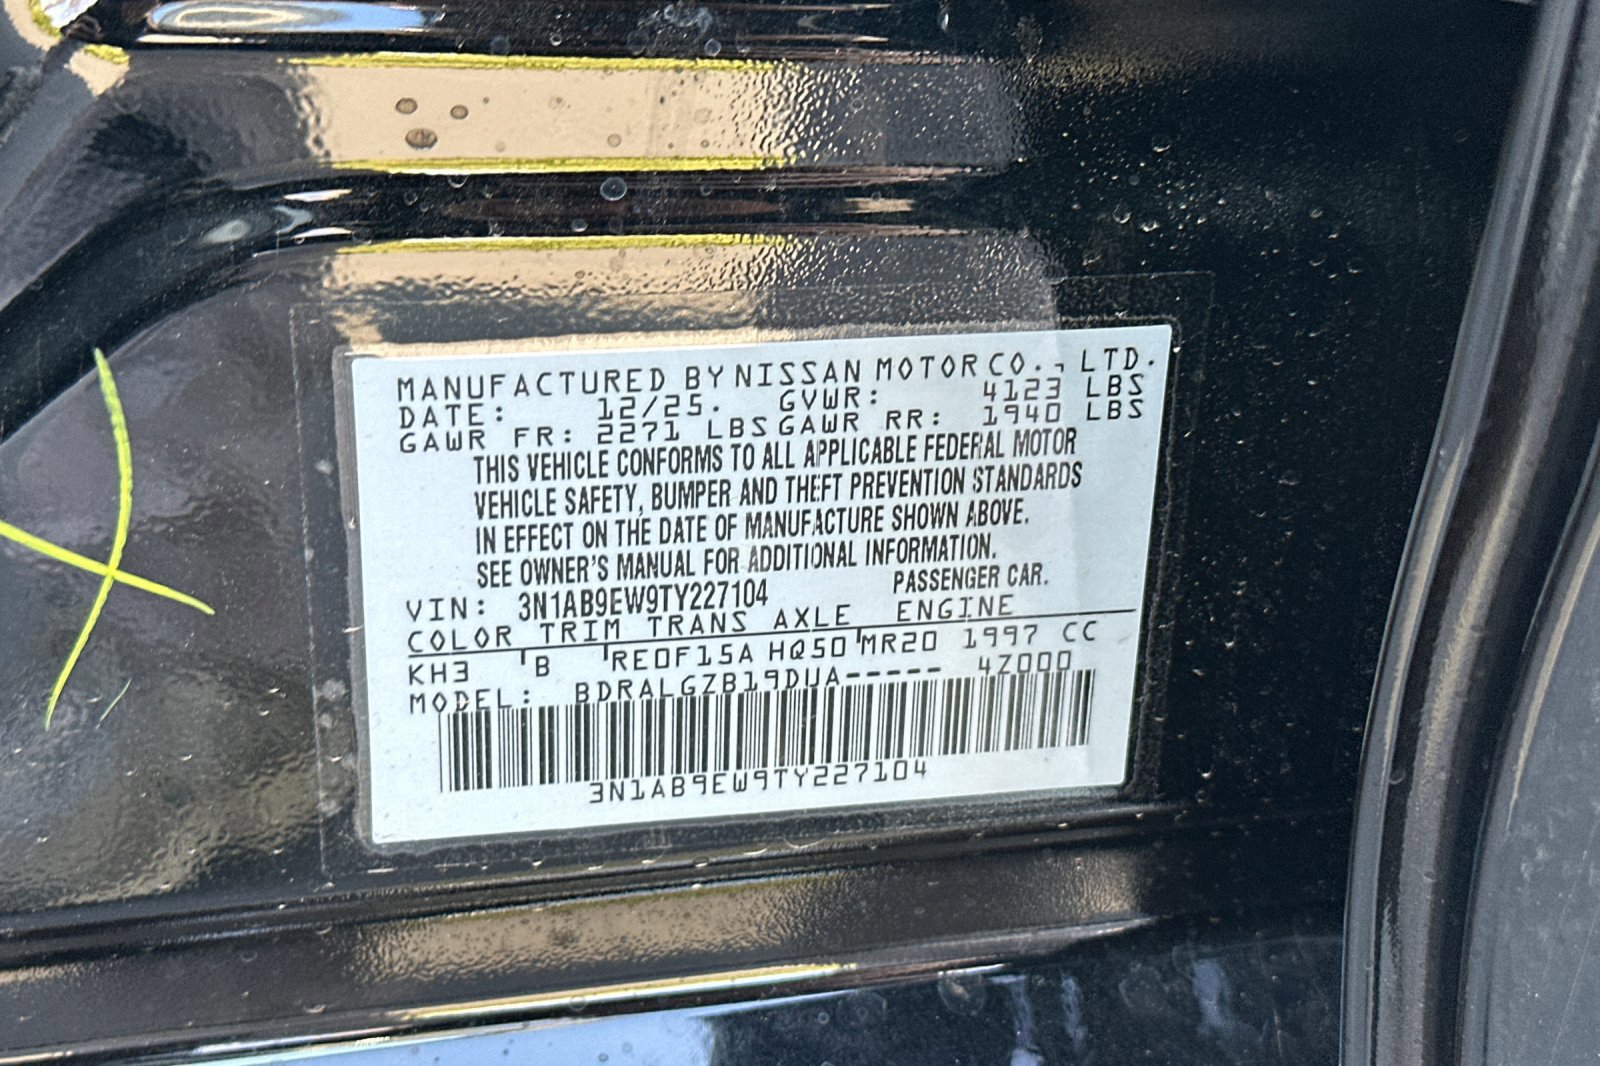 MANUFACTURED BY NISSAN MOTOR CO., LTD.
DATE: 12/25. GVWR: 4123 LBS
GAWR FR: 2271 LBS GAWR RR: 1940 LBS
THIS VEHICLE CONFORMS TO ALL APPLICABLE FEDERAL MOTOR
VEHICLE SAFETY, BUMPER AND THEFT PREVENTION STANDARDS
IN EFFECT ON THE DATE OF MANUFACTURE SHOWN ABOVE.
SEE OWNER'S MANUAL FOR ADDITIONAL INFORMATION.
VIN: 3N1AB9EW9TY227104 PASSENGER CAR.
COLOR TRIM TRANS AXLE ENGINE
KH3 B RE0F15A HQ50 MR20 1997 CC
MODEL: BDRALGZB19DUA----- 4Z000
3N1AB9EW9TY227104